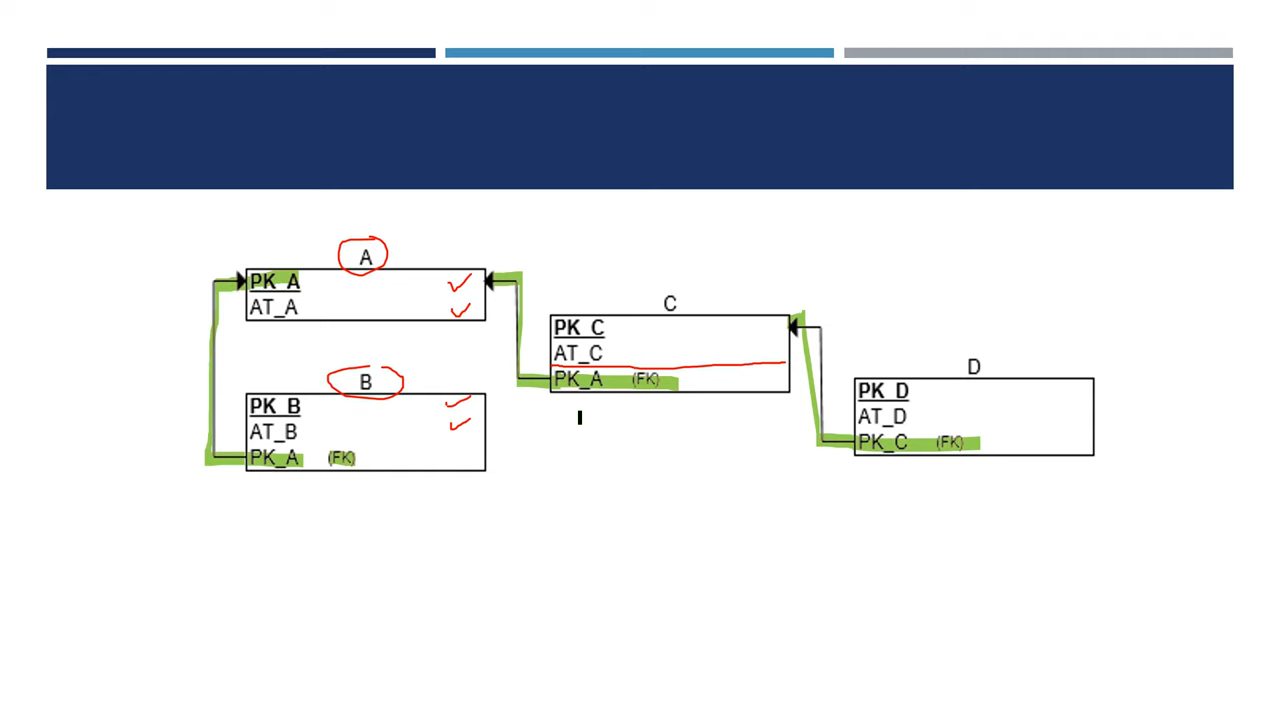 A
PK_A
AT_A
B
PK_B
AT_B
PK_A (FK)
C
PK_C
AT_C
PK_A (FK)
D
PK_D
AT_D
PK_C (FK)